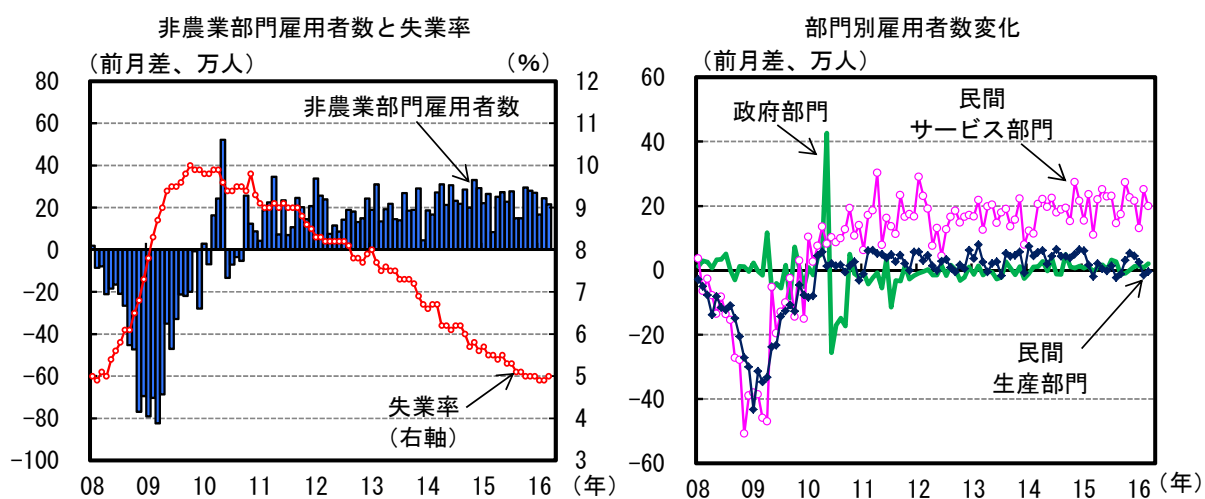 非農業部門雇用者数と失業率
（前月差、万人）
（%）
80
60
40
20
0
−20
−40
−60
−80
−100
12
11
10
9
8
7
6
5
4
3
非農業部門雇用者数
失業率
（右軸）
08 09 10 11 12 13 14 15 16 （年）
部門別雇用者数変化
（前月差、万人）
60
40
20
0
−20
−40
−60
政府部門
民間
サービス部門
民間
生産部門
08 09 10 11 12 13 14 15 16 （年）